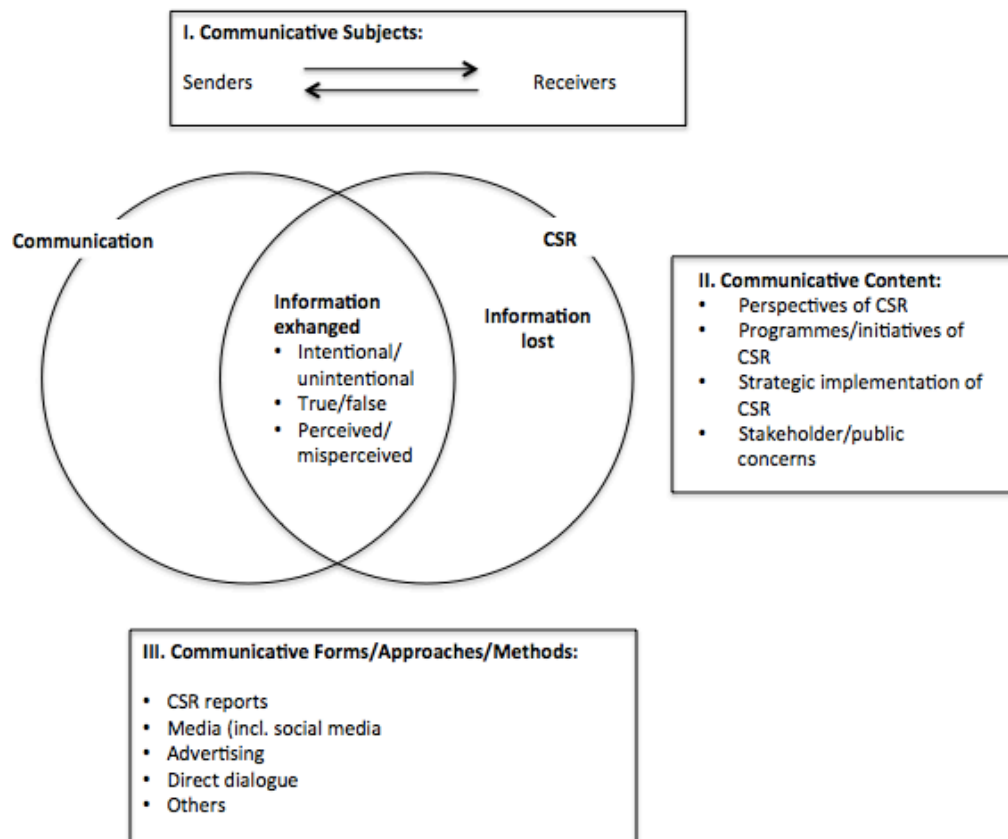 I. Communicative Subjects:
Senders
Receivers
Communication
CSR
Information
exhanged
• Intentional/
unintentional
• True/false
• Perceived/
misperceived
Information
lost
II. Communicative Content:
• Perspectives of CSR
• Programmes/initiatives of
CSR
• Strategic implementation of
CSR
• Stakeholder/public
concerns
III. Communicative Forms/Approaches/Methods:
• CSR reports
• Media (incl. social media
• Advertising
• Direct dialogue
• Others